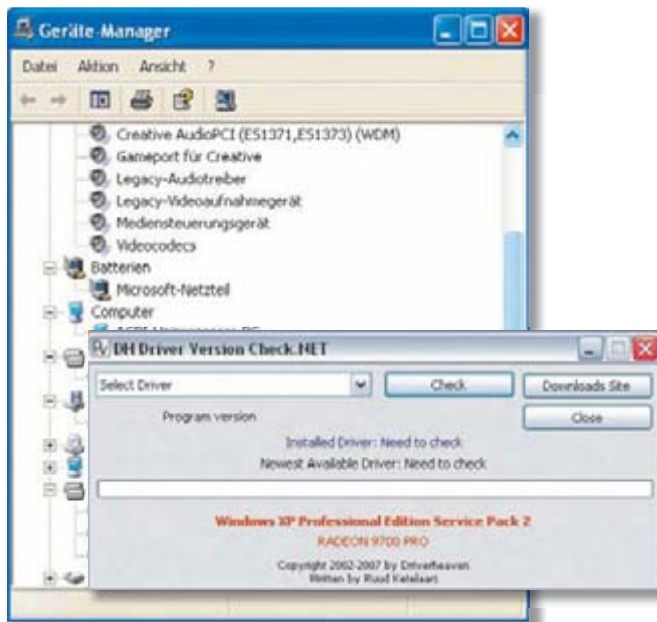 Geräte-Manager
Datei Aktion Ansicht ?
Creative AudioPCI (ES1371,ES1373) (WDM)
Gameport für Creative
Legacy-Audiotreiber
Legacy-Videoaufnahmegerät
Mediensteuerungsgerät
Videocodecs
Batterien
Microsoft-Netzteil
Computer
DH Driver Version Check.NET
Select Driver
Check
Downloads Site
Program version
Close
Installed Driver: Need to check
Newest Available Driver: Need to check
Windows XP Professional Edition Service Pack 2
RADEON 9700 PRO
Copyright 2002-2007 by Driverheaven
Written by Ruud Ketelaars